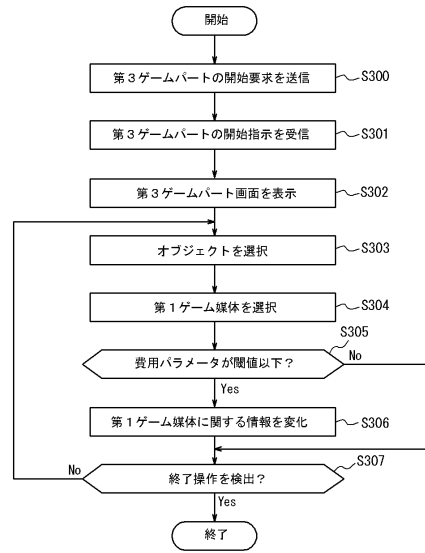 開始
第3ゲームパートの開始要求を送信
S300
第3ゲームパートの開始指示を受信
S301
第3ゲームパート画面を表示
S302
オブジェクトを選択
S303
第1ゲーム媒体を選択
S304
S305
費用パラメータが閾値以下？
No
Yes
第1ゲーム媒体に関する情報を変化
S306
S307
No
終了操作を検出？
Yes
終了